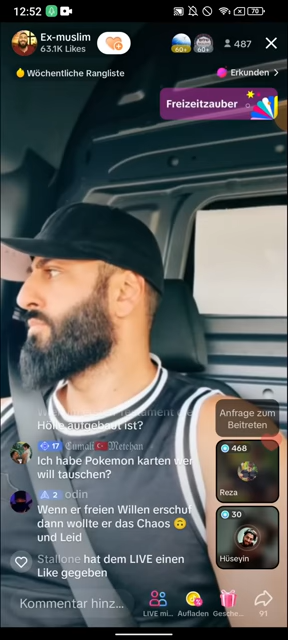 12:52
70
Ex-muslim
63.1K Likes
60+
60+
487
Wöchentliche Rangliste
Erkunden >
Freizeitzauber
Hölle aufgebaut ist?
17 Cumali 🇹🇷 Metehan
Ich habe Pokemon karten wer
will tauschen?
2 odin
Wenn er freien Willen erschuf
dann wollte er das Chaos 🙃
und Leid
Stallone hat dem LIVE einen
Like gegeben
Anfrage zum
Beitreten
468
Reza
30
Hüseyin
Kommentar hinz...
LIVE mi...
Aufladen
Gesche...
91